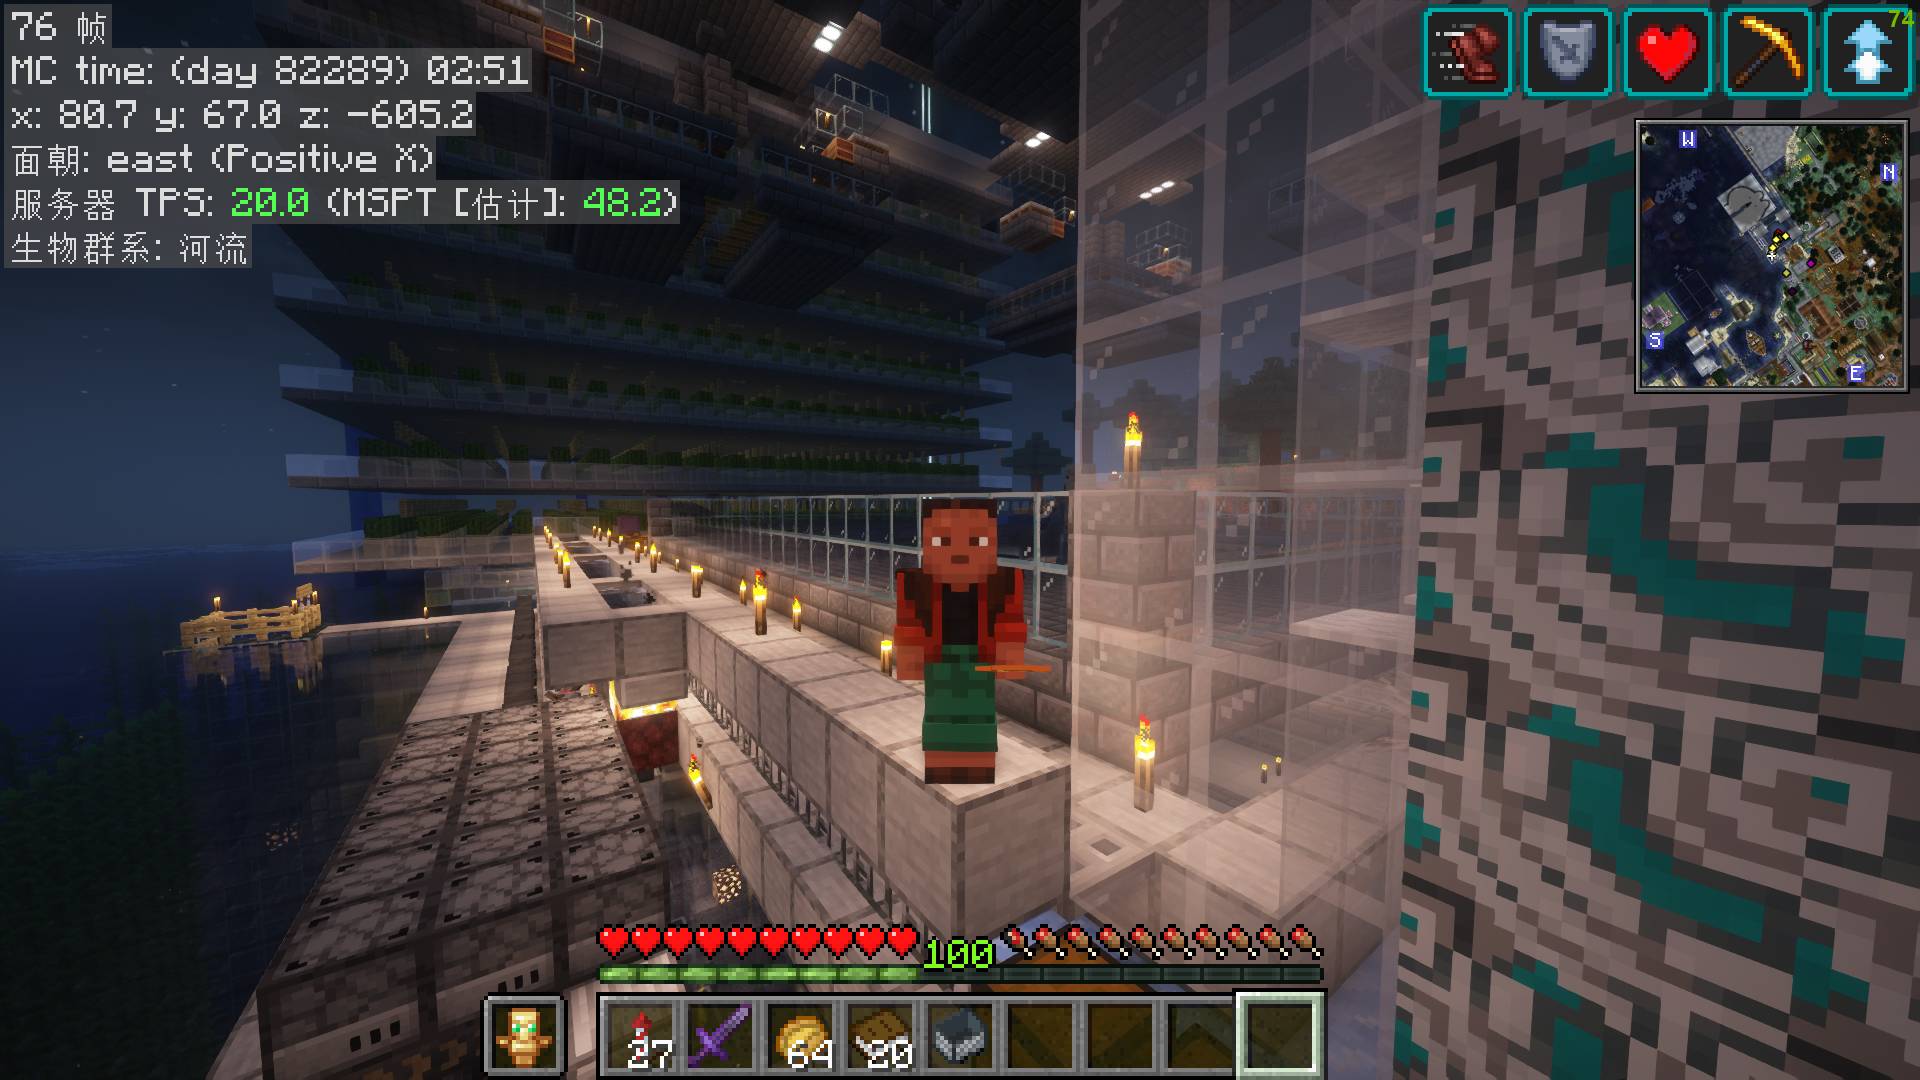 76 帧
74
MC time: (day 82289) 02:51
x: 80.7 y: 67.0 z: -605.2
面朝: east (Positive X)
服务器 TPS: 20.0 (MSPT [估计]: 48.2)
生物群系: 河流
W
N
S
E
100
27
64
80